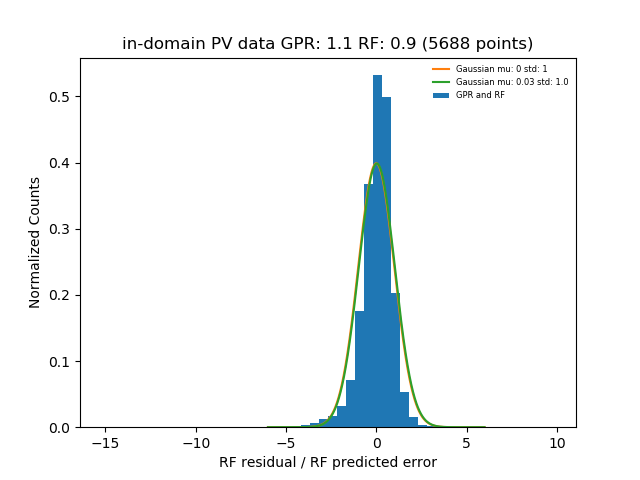 in-domain PV data GPR: 1.1 RF: 0.9 (5688 points)
Gaussian mu: 0 std: 1
Gaussian mu: 0.03 std: 1.0
GPR and RF
Normalized Counts
0.5
0.4
0.3
0.2
0.1
0.0
−15
−10
−5
0
5
10
RF residual / RF predicted error